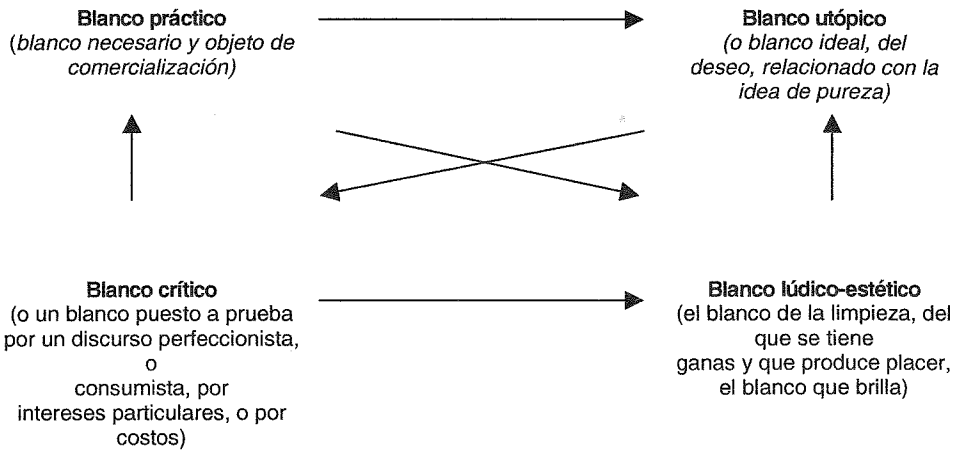 Blanco práctico
(blanco necesario y objeto de
comercialización)
Blanco utópico
(o blanco ideal, del
deseo, relacionado con la
idea de pureza)
Blanco crítico
(o un blanco puesto a prueba
por un discurso perfeccionista,
o
consumista, por
intereses particulares, o por
costos)
Blanco lúdico-estético
(el blanco de la limpieza, del
que se tiene
ganas y que produce placer,
el blanco que brilla)